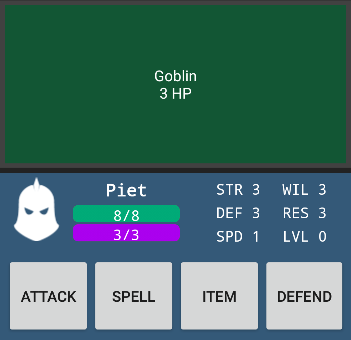 Goblin
3 HP
Piet
8/8
3/3
STR 3 WIL 3
DEF 3 RES 3
SPD 1 LVL 0
ATTACK
SPELL
ITEM
DEFEND